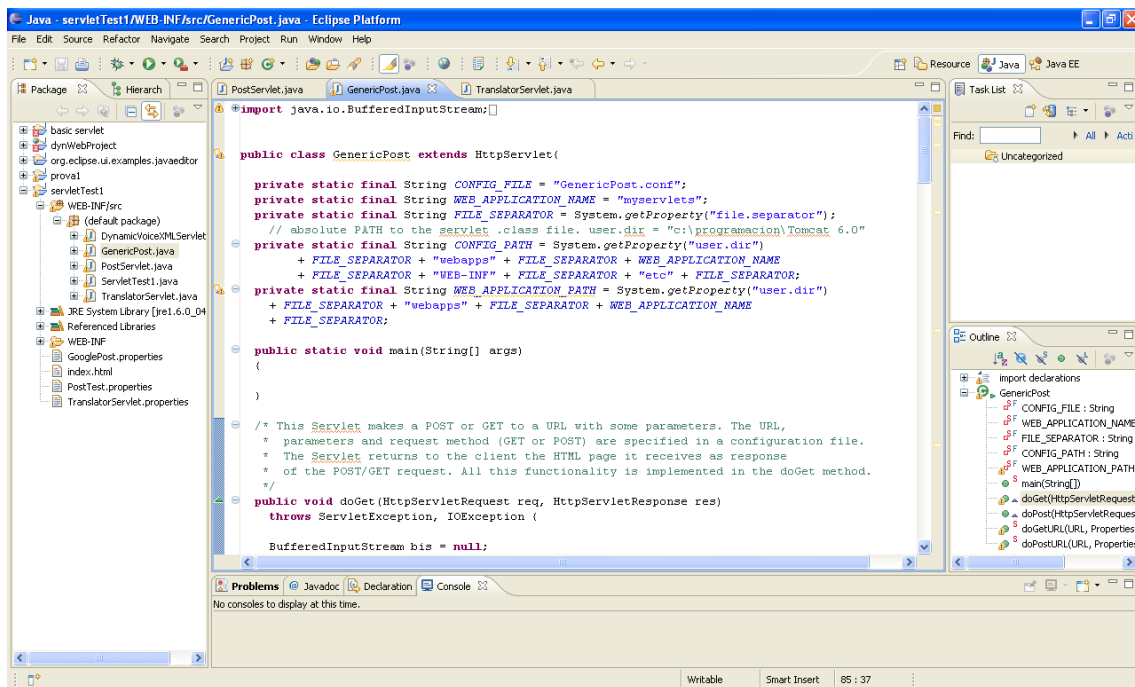 Java - servletTest1/WEB-INF/src/GenericPost.java - Eclipse Platform
File Edit Source Refactor Navigate Search Project Run Window Help
Resource Java Java EE
Package Hierarch
basic servlet
dynWebProject
org.eclipse.ui.examples.javaeditor
prova1
servletTest1
WEB-INF/src
(default package)
DynamicVoiceXMLServlet
GenericPost.java
PostServlet.java
ServletTest1.java
TranslatorServlet.java
JRE System Library [jre1.6.0_04
Referenced Libraries
WEB-INF
GooglePost.properties
index.html
PostTest.properties
TranslatorServlet.properties
PostServlet.java GenericPost.java TranslatorServlet.java
import java.io.BufferedInputStream;
public class GenericPost extends HttpServlet{
private static final String CONFIG_FILE = "GenericPost.conf";
private static final String WEB_APPLICATION_NAME = "myservlets";
private static final String FILE_SEPARATOR = System.getProperty("file.separator");
// absolute PATH to the servlet .class file. user.dir = "c:\programacion\Tomcat 6.0"
private static final String CONFIG_PATH = System.getProperty("user.dir")
+ FILE_SEPARATOR + "webapps" + FILE_SEPARATOR + WEB_APPLICATION_NAME
+ FILE_SEPARATOR + "WEB-INF" + FILE_SEPARATOR + "etc" + FILE_SEPARATOR;
private static final String WEB_APPLICATION_PATH = System.getProperty("user.dir")
+ FILE_SEPARATOR + "webapps" + FILE_SEPARATOR + WEB_APPLICATION_NAME
+ FILE_SEPARATOR;
public static void main(String[] args)
{
}
/* This Servlet makes a POST or GET to a URL with some parameters. The URL,
* parameters and request method (GET or POST) are specified in a configuration file.
* The Servlet returns to the client the HTML page it receives as response
* of the POST/GET request. All this functionality is implemented in the doGet method.
*/
public void doGet(HttpServletRequest req, HttpServletResponse res)
throws ServletException, IOException {
BufferedInputStream bis = null;
Task List
Find: All Acti
Uncategorized
Outline
import declarations
GenericPost
CONFIG_FILE : String
WEB_APPLICATION_NAME
FILE_SEPARATOR : String
CONFIG_PATH : String
WEB_APPLICATION_PATH
main(String[])
doGet(HttpServletRequest
doPost(HttpServletReques
doGetURL(URL, Properties
doPostURL(URL, Properties
Problems Javadoc Declaration Console
No consoles to display at this time.
Writable Smart Insert 85 : 37